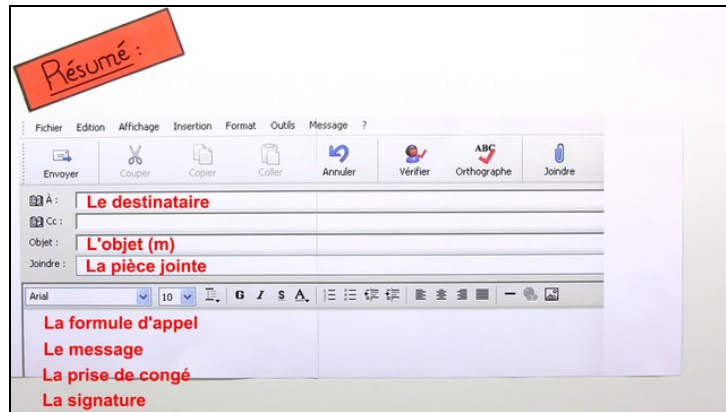 Résumé :
Fichier Edition Affichage Insertion Format Outils Message ?
ABC
Envoyer Couper Copier Coller Annuler Vérifier Orthographe Joindre
À : Le destinataire
Cc :
Objet : L'objet (m)
Joindre : La pièce jointe
Arial 10 G I S A
La formule d'appel
Le message
La prise de congé
La signature